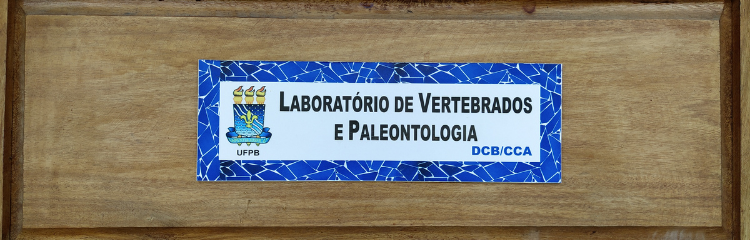 LABORATÓRIO DE VERTEBRADOS
E PALEONTOLOGIA
DCB/CCA
UFPB